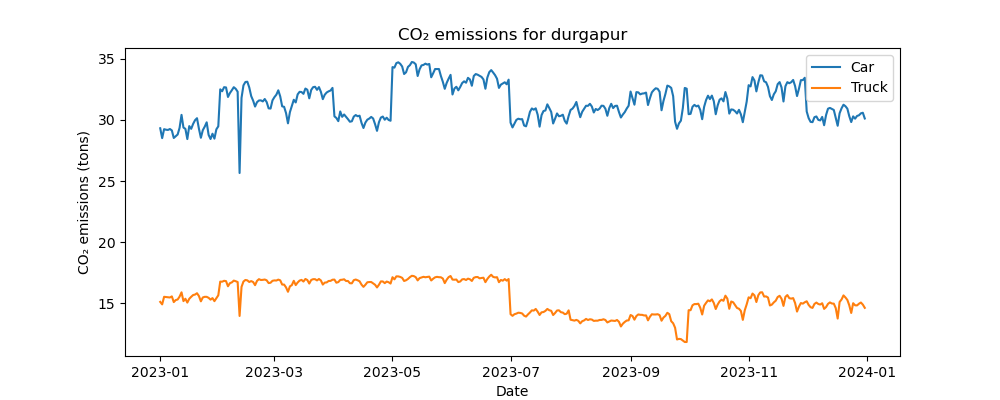 CO₂ emissions for durgapur
CO₂ emissions (tons)
35
30
25
20
15
Car
Truck
2023-01
2023-03
2023-05
2023-07
2023-09
2023-11
2024-01
Date